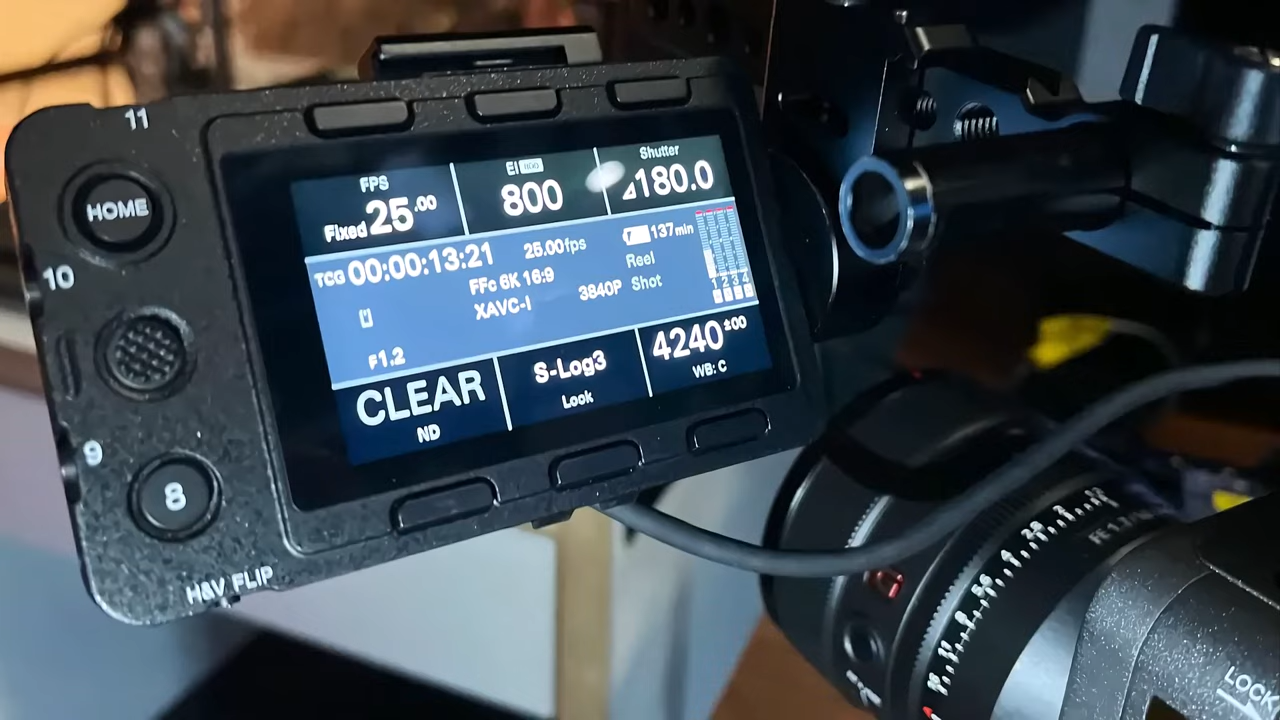 11
HOME
10
9
8
H&V FLIP
FPS
Fixed 25.00
EI
800
Shutter
⊿180.0
TCG 00:00:13:21
25.00fps
137min
FFc 6K 16:9
Reel
XAVC-I
3840P
Shot
1 2 3 4
F1.2
CLEAR
ND
S-Log3
Look
4240±00
WB: C
LOCK